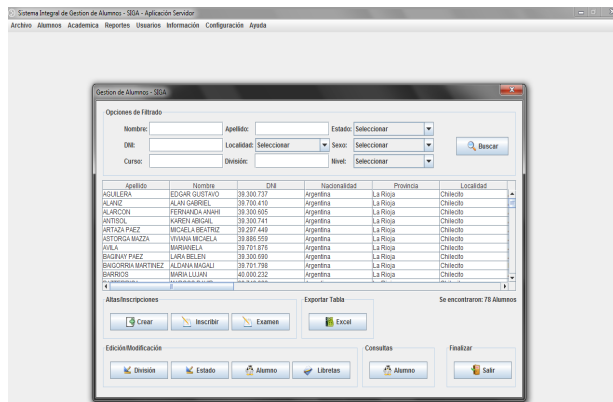 Sistema Integral de Gestion de Alumnos - SIGA - Aplicación Servidor
Archivo Alumnos Academica Reportes Usuarios Información Configuración Ayuda
Gestion de Alumnos - SIGA
Opciones de Filtrado
Nombre: Apellido: Estado: Seleccionar
DNI: Localidad: Seleccionar Sexo: Seleccionar Buscar
Curso: División: Nivel: Seleccionar
Apellido Nombre DNI Nacionalidad Provincia Localidad
AGUILERA EDGAR GUSTAVO 39.300.737 Argentina La Rioja Chilecito
ALANIZ ALAN GABRIEL 39.700.410 Argentina La Rioja Chilecito
ALARCON FERNANDA ANAHI 39.300.605 Argentina La Rioja Chilecito
ANTISOL KAREN ABIGAIL 39.300.741 Argentina La Rioja Chilecito
ARTAZA PAEZ MICAELA BEATRIZ 39.297.449 Argentina La Rioja Chilecito
ASTORGA MAZZA VIVIANA MICAELA 39.886.559 Argentina La Rioja Chilecito
AVILA MARIANELA 39.701.876 Argentina La Rioja Chilecito
BAGINAY PAEZ LARA BELEN 39.300.690 Argentina La Rioja Chilecito
BAIGORRIA MARTINEZ ALDANA MAGALI 39.701.798 Argentina La Rioja Chilecito
BARRIOS MARIA LUJAN 40.000.232 Argentina La Rioja Chilecito
Altas/Inscripciones Exportar Tabla Se encontraron: 78 Alumnos
Crear Inscribir Examen Excel
Edición/Modificación Consultas Finalizar
División Estado Alumno Libretas Alumno Salir